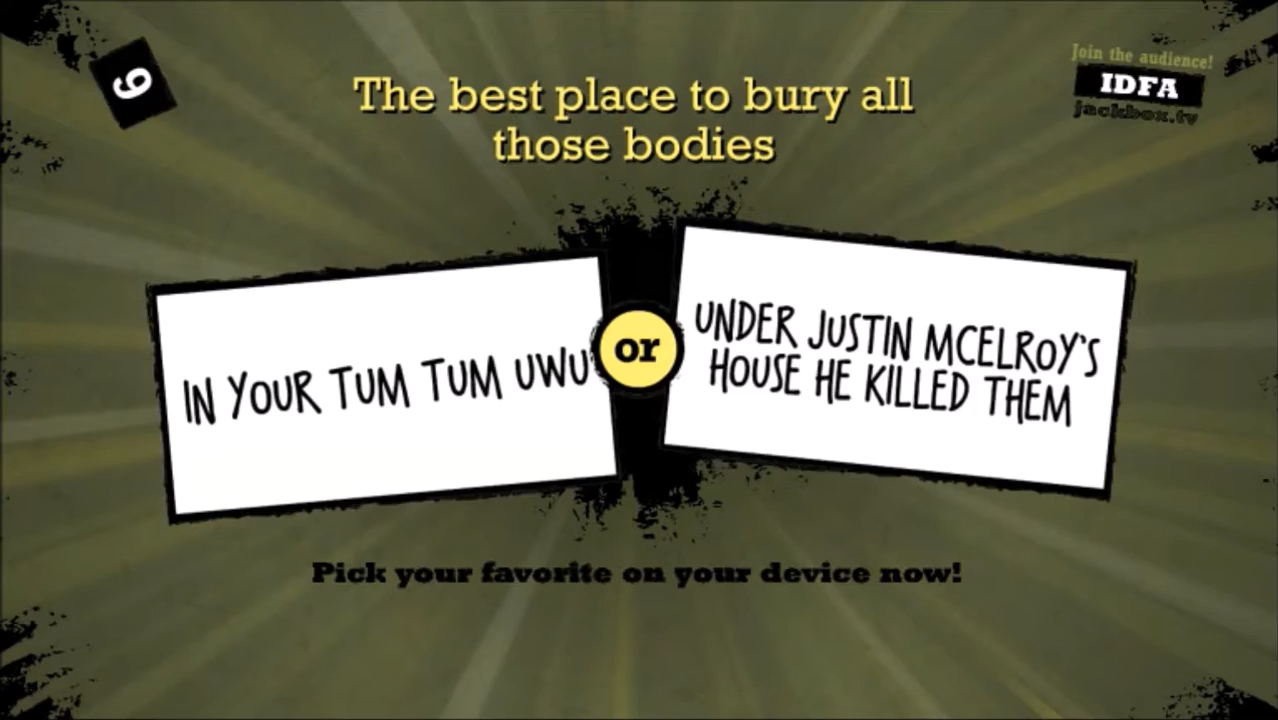 6
The best place to bury all
those bodies
Join the audience!
IDFA
jackbox.tv
IN YOUR TUM TUM UWU
or
UNDER JUSTIN MCELROY'S
HOUSE HE KILLED THEM
Pick your favorite on your device now!